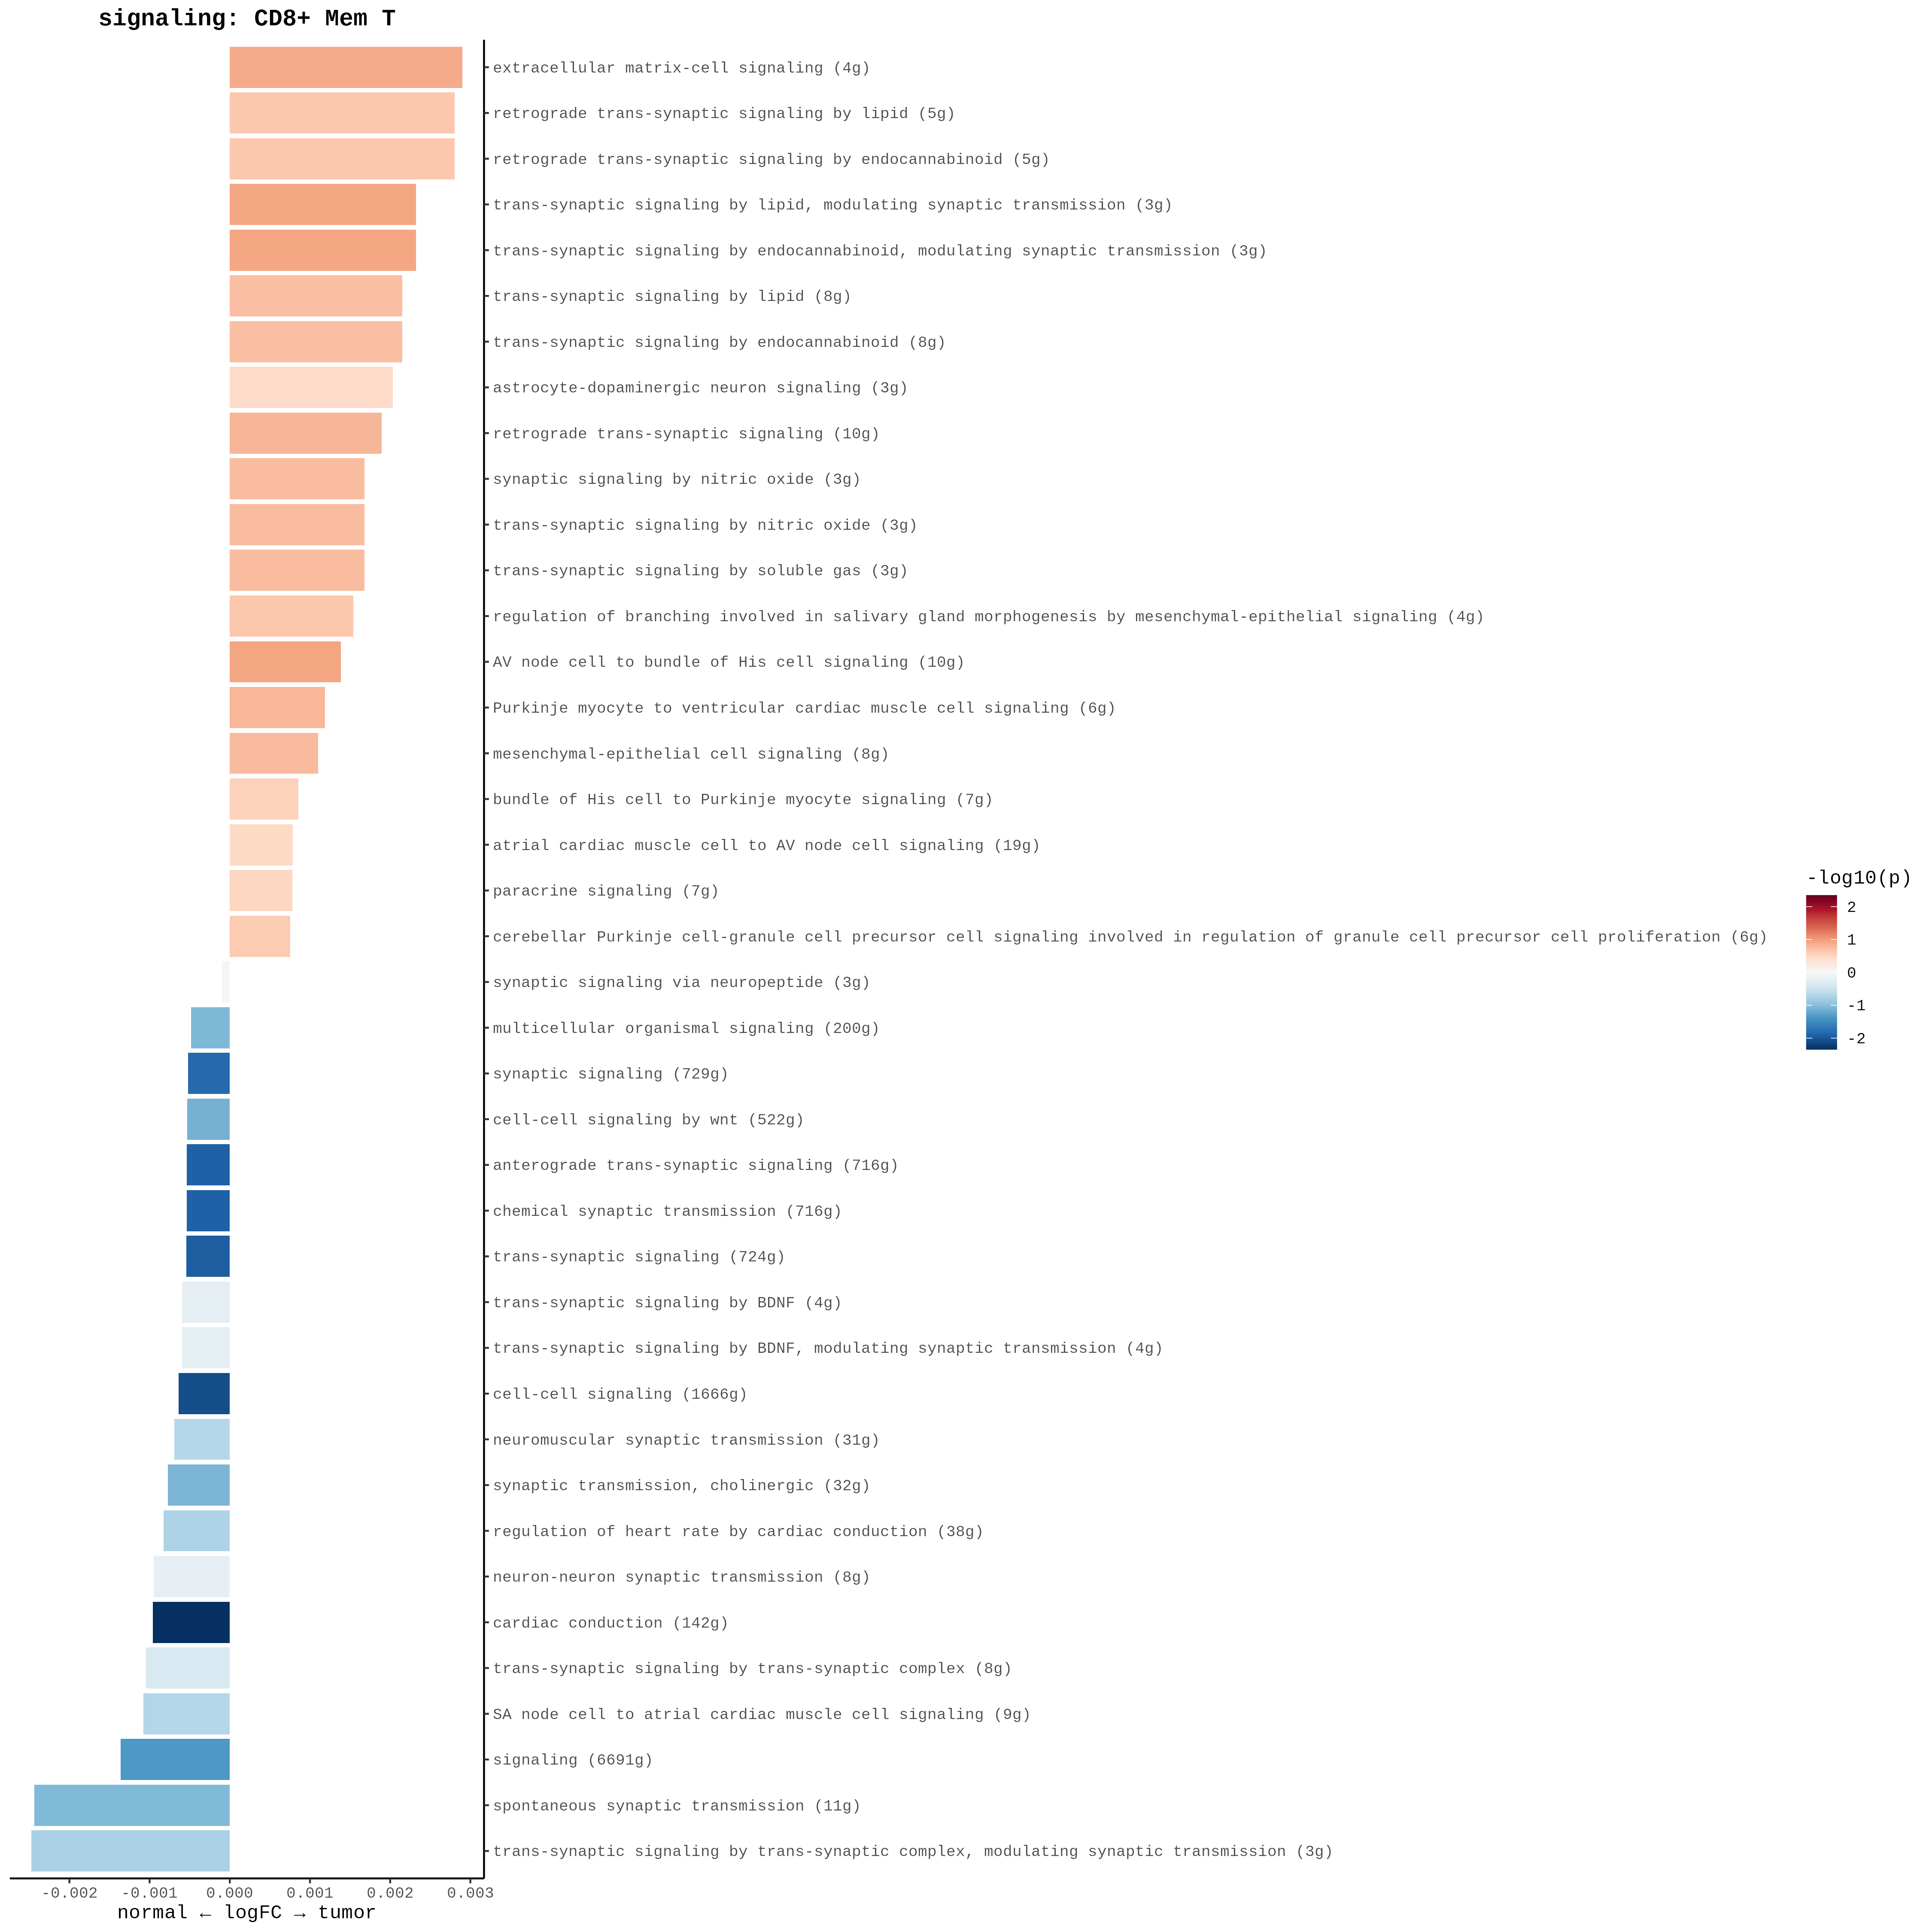 signaling: CD8+ Mem T
extracellular matrix-cell signaling (4g)
retrograde trans-synaptic signaling by lipid (5g)
retrograde trans-synaptic signaling by endocannabinoid (5g)
trans-synaptic signaling by lipid, modulating synaptic transmission (3g)
trans-synaptic signaling by endocannabinoid, modulating synaptic transmission (3g)
trans-synaptic signaling by lipid (8g)
trans-synaptic signaling by endocannabinoid (8g)
astrocyte-dopaminergic neuron signaling (3g)
retrograde trans-synaptic signaling (10g)
synaptic signaling by nitric oxide (3g)
trans-synaptic signaling by nitric oxide (3g)
trans-synaptic signaling by soluble gas (3g)
regulation of branching involved in salivary gland morphogenesis by mesenchymal-epithelial signaling (4g)
AV node cell to bundle of His cell signaling (10g)
Purkinje myocyte to ventricular cardiac muscle cell signaling (6g)
mesenchymal-epithelial cell signaling (8g)
bundle of His cell to Purkinje myocyte signaling (7g)
atrial cardiac muscle cell to AV node cell signaling (19g)
paracrine signaling (7g)
cerebellar Purkinje cell-granule cell precursor cell signaling involved in regulation of granule cell precursor cell proliferation (6g)
synaptic signaling via neuropeptide (3g)
multicellular organismal signaling (200g)
synaptic signaling (729g)
cell-cell signaling by wnt (522g)
anterograde trans-synaptic signaling (716g)
chemical synaptic transmission (716g)
trans-synaptic signaling (724g)
trans-synaptic signaling by BDNF (4g)
trans-synaptic signaling by BDNF, modulating synaptic transmission (4g)
cell-cell signaling (1666g)
neuromuscular synaptic transmission (31g)
synaptic transmission, cholinergic (32g)
regulation of heart rate by cardiac conduction (38g)
neuron-neuron synaptic transmission (8g)
cardiac conduction (142g)
trans-synaptic signaling by trans-synaptic complex (8g)
SA node cell to atrial cardiac muscle cell signaling (9g)
signaling (6691g)
spontaneous synaptic transmission (11g)
trans-synaptic signaling by trans-synaptic complex, modulating synaptic transmission (3g)
-0.002 -0.001 0.000 0.001 0.002 0.003
normal ← logFC → tumor
-log10(p)
2
1
0
-1
-2